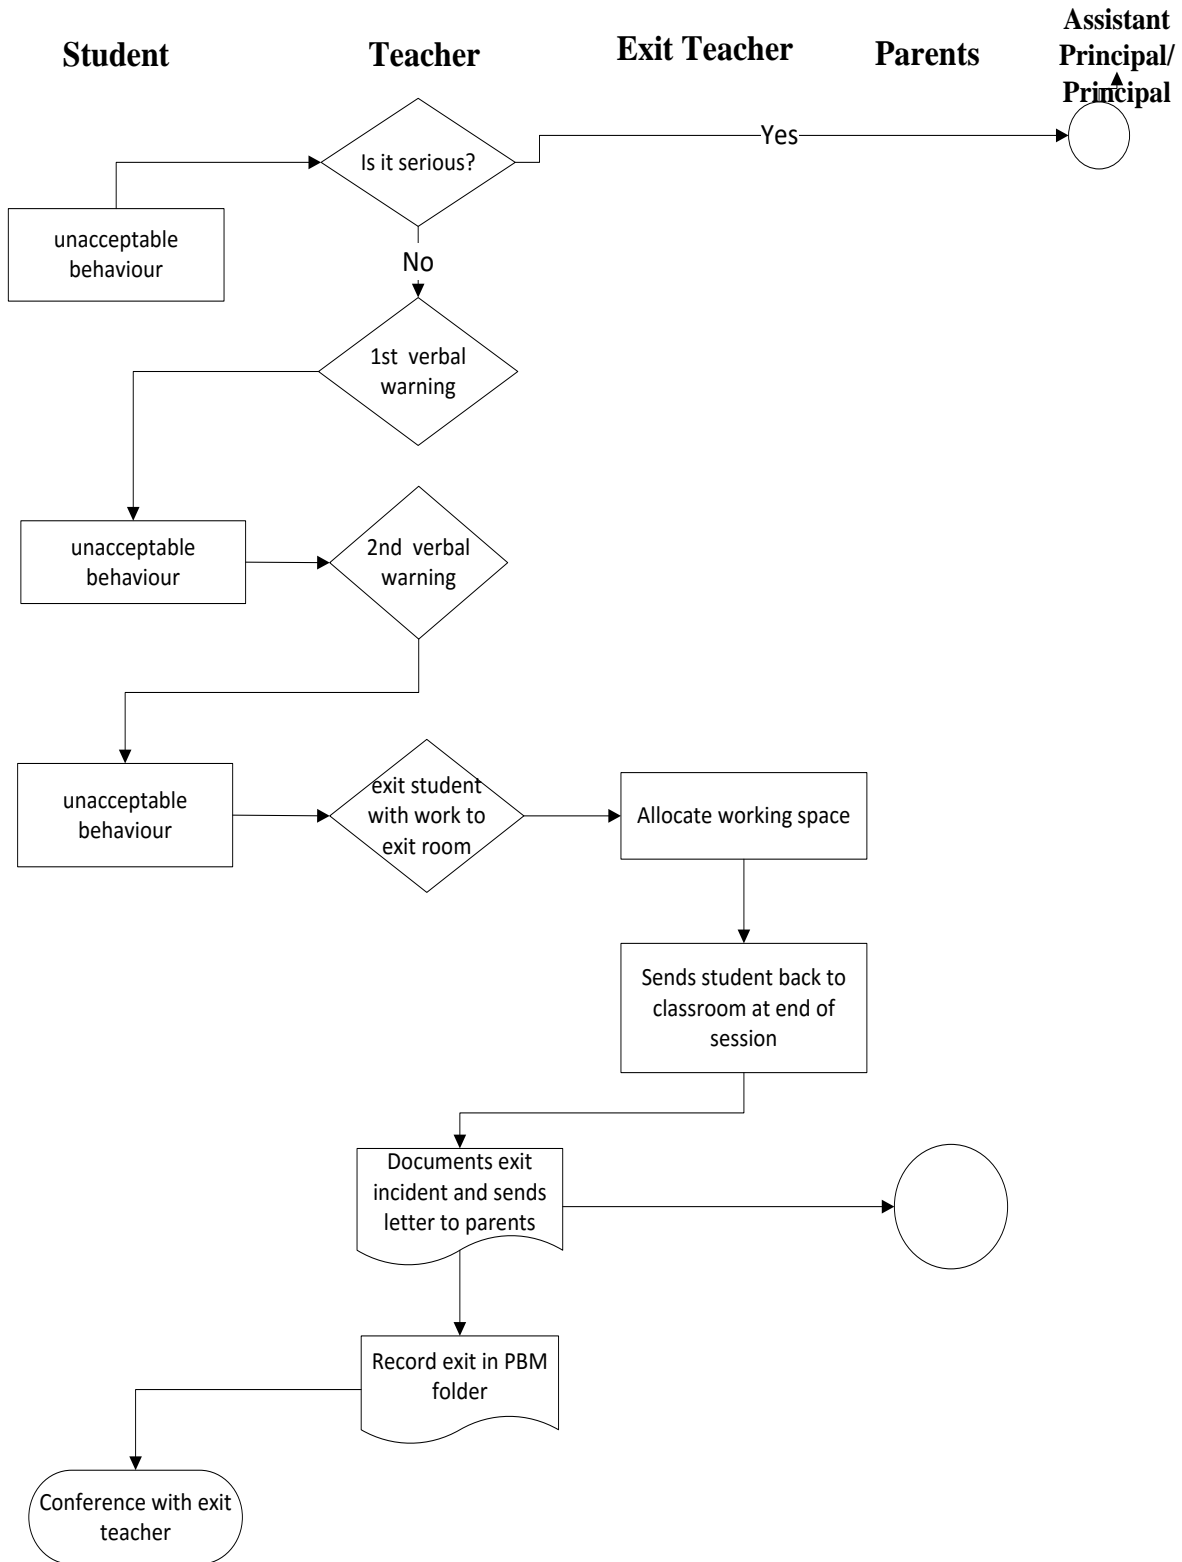 Student
Teacher
Exit Teacher
Parents
Assistant
Principal/
Principal
Is it serious?
Yes
unacceptable
behaviour
No
1st  verbal
warning
unacceptable
behaviour
2nd  verbal
warning
unacceptable
behaviour
exit student
with work to
exit room
Allocate working space
Sends student back to
classroom at end of
session
Documents exit
incident and sends
letter to parents
Record exit in PBM
folder
Conference with exit
teacher